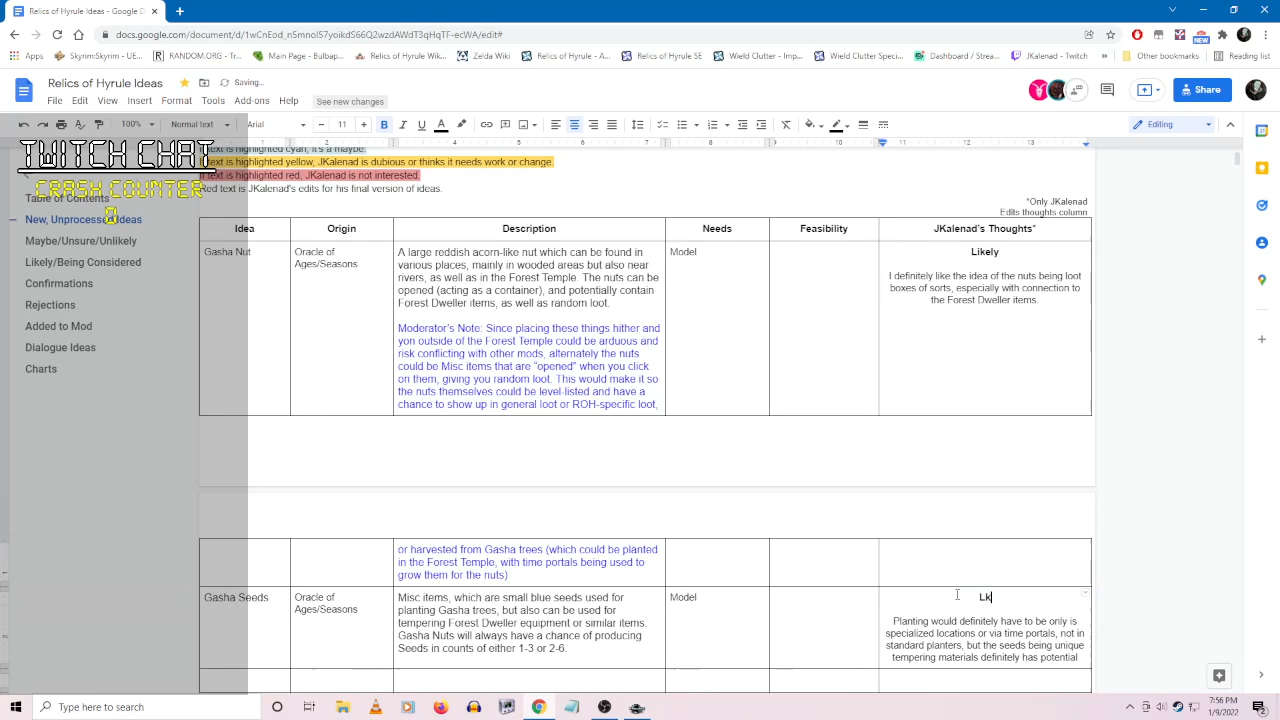 Relics of Hyrule Ideas - Google D
docs.google.com/document/d/1wCnEod_n5mnolS7yoikdS66Q2wzdAWdT3qHqTF-ecWA/edit#
Apps
SkyrimSkyrim - UE...
RANDOM.ORG - Tr...
Main Page - Bulbap...
Zelda Wiki
Relics of Hyrule - A...
Relics of Hyrule SE
Wield Clutter - Imp...
Wield Clutter Speci...
Dashboard / Strea...
JKalenad - Twitch
Other bookmarks
Reading list
NEW
Relics of Hyrule Ideas
Saving...
File Edit View Insert Format Tools Add-ons Help See new changes
Share
100% Normal text Arial 11 Editing
TWITCH CHAT
CRASH COUNTER
0
Table of Contents
New, Unprocessed Ideas
Maybe/Unsure/Unlikely
Likely/Being Considered
Confirmations
Rejections
Added to Mod
Dialogue Ideas
Charts
text is highlighted cyan, it's a maybe.
text is highlighted yellow, JKalenad is dubious or thinks it needs work or change.
text is highlighted red, JKalenad is not interested.
Red text is JKalenad's edits for his final version of ideas.
*Only JKalenad
Edits thoughts column
Idea Origin Description Needs Feasibility JKalenad's Thoughts*
Gasha Nut
Oracle of
Ages/Seasons
A large reddish acorn-like nut which can be found in
various places, mainly in wooded areas but also near
rivers, as well as in the Forest Temple. The nuts can be
opened (acting as a container), and potentially contain
Forest Dweller items, as well as random loot.
Moderator's Note: Since placing these things hither and
yon outside of the Forest Temple could be arduous and
risk conflicting with other mods, alternately the nuts
could be Misc items that are "opened" when you click
on them, giving you random loot. This would make it so
the nuts themselves could be level-listed and have a
chance to show up in general loot or ROH-specific loot,
Model
Likely
I definitely like the idea of the nuts being loot
boxes of sorts, especially with connection to
the Forest Dweller items.
or harvested from Gasha trees (which could be planted
in the Forest Temple, with time portals being used to
grow them for the nuts)
Gasha Seeds
Oracle of
Ages/Seasons
Misc items, which are small blue seeds used for
planting Gasha trees, but also can be used for
tempering Forest Dweller equipment or similar items.
Gasha Nuts will always have a chance of producing
Seeds in counts of either 1-3 or 2-6.
Model
Lk
Planting would definitely have to be only is
specialized locations or via time portals, not in
standard planters, but the seeds being unique
tempering materials definitely has potential
Type here to search
7:56 PM
1/9/2022